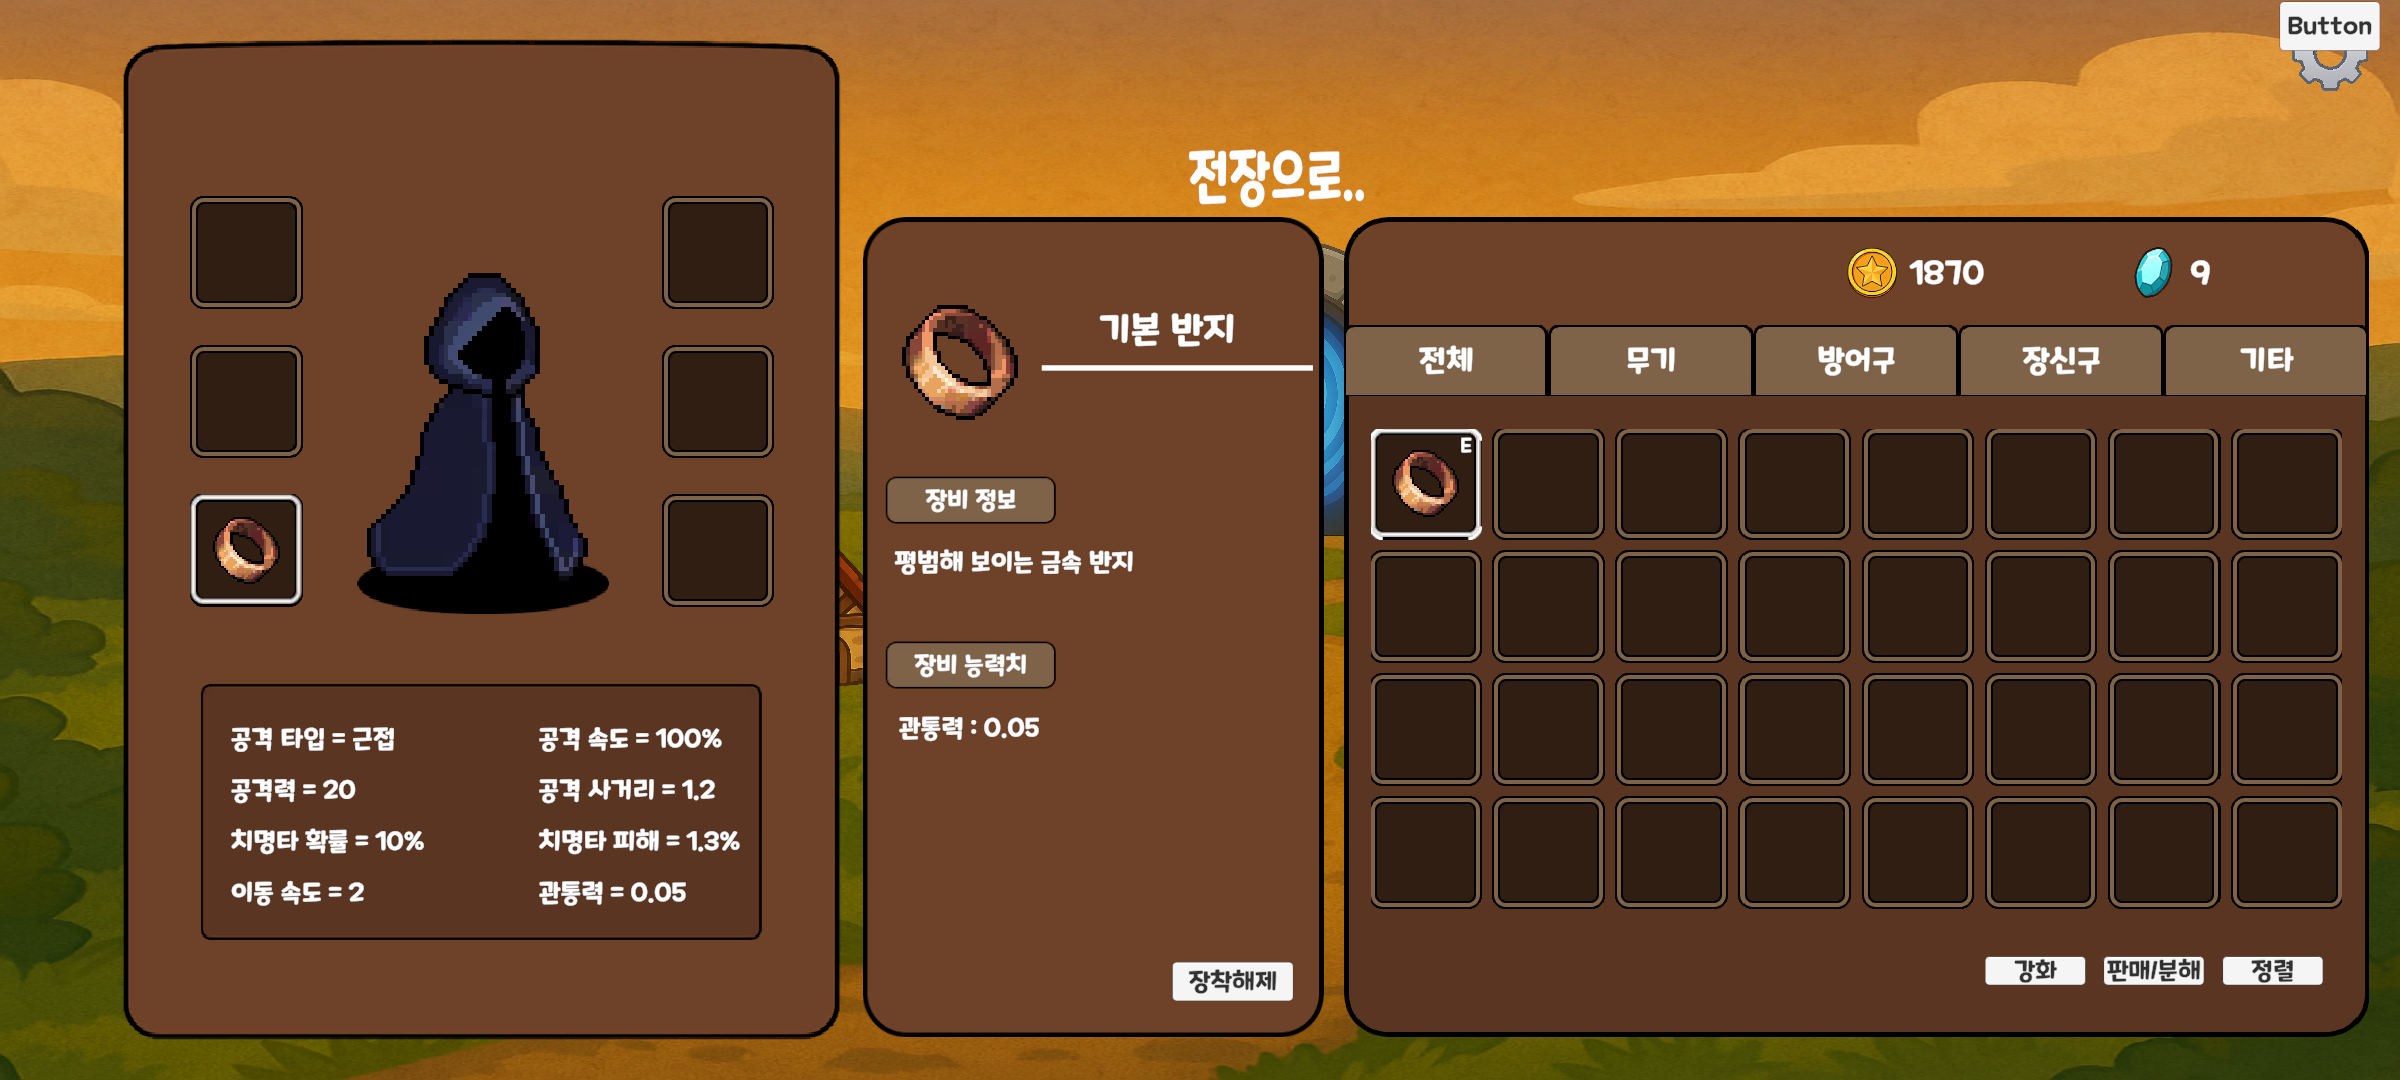 Button
전장으로..
공격 타입 = 근접
공격 속도 = 100%
공격력 = 20
공격 사거리 = 1.2
치명타 확률 = 10%
치명타 피해 = 1.3%
이동 속도 = 2
관통력 = 0.05
기본 반지
장비 정보
평범해 보이는 금속 반지
장비 능력치
관통력 : 0.05
장착해제
1870
9
전체
무기
방어구
장신구
기타
E
강화
판매/분해
정렬